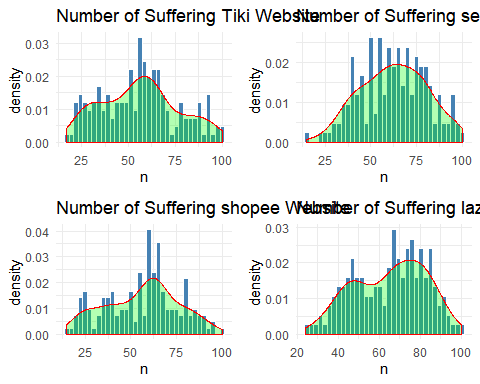 Number of Suffering Tiki Website
Number of Suffering se
density
0.03
0.02
0.01
0.00
25 50 75 100
n
density
0.02
0.01
0.00
25 50 75 100
n
Number of Suffering shopee Website
Number of Suffering laz
density
0.04
0.03
0.02
0.01
0.00
25 50 75 100
n
density
0.03
0.02
0.01
0.00
20 40 60 80 100
n